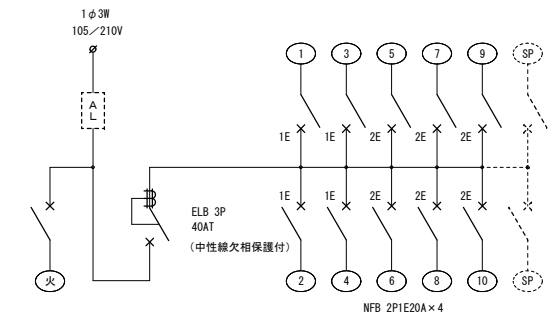 1φ3W
105／210V
A
L
火
ELB 3P
40AT
（中性線欠相保護付）
1 3 5 7 9 SP
1E 1E 2E 2E 2E
1E 1E 2E 2E 2E
2 4 6 8 10 SP
NFB 2P1E20A×4